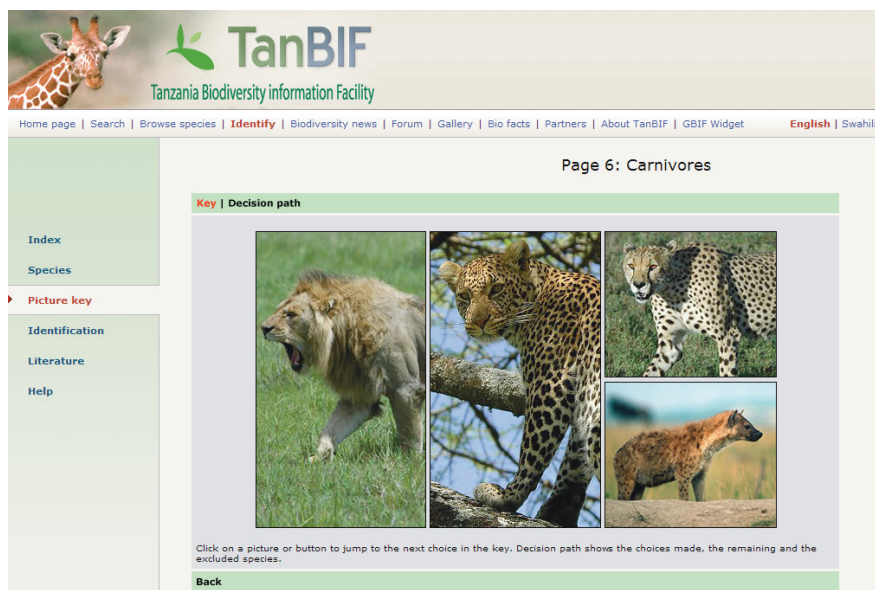 TanBIF
Tanzania Biodiversity information Facility
Home page | Search | Browse species | Identify | Biodiversity news | Forum | Gallery | Bio facts | Partners | About TanBIF | GBIF Widget English | Swahili
Page 6: Carnivores
Key | Decision path
Index
Species
Picture key
Identification
Literature
Help
Click on a picture or button to jump to the next choice in the key. Decision path shows the choices made, the remaining and the
excluded species.
Back